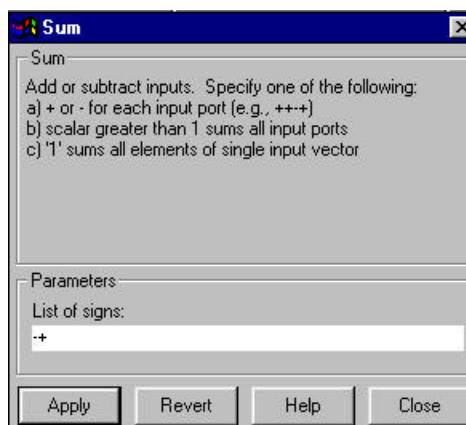 Sum
Sum
Add or subtract inputs. Specify one of the following:
a) + or - for each input port (e.g., ++-+)
b) scalar greater than 1 sums all input ports
c) '1' sums all elements of single input vector
Parameters
List of signs:
-+
Apply Revert Help Close